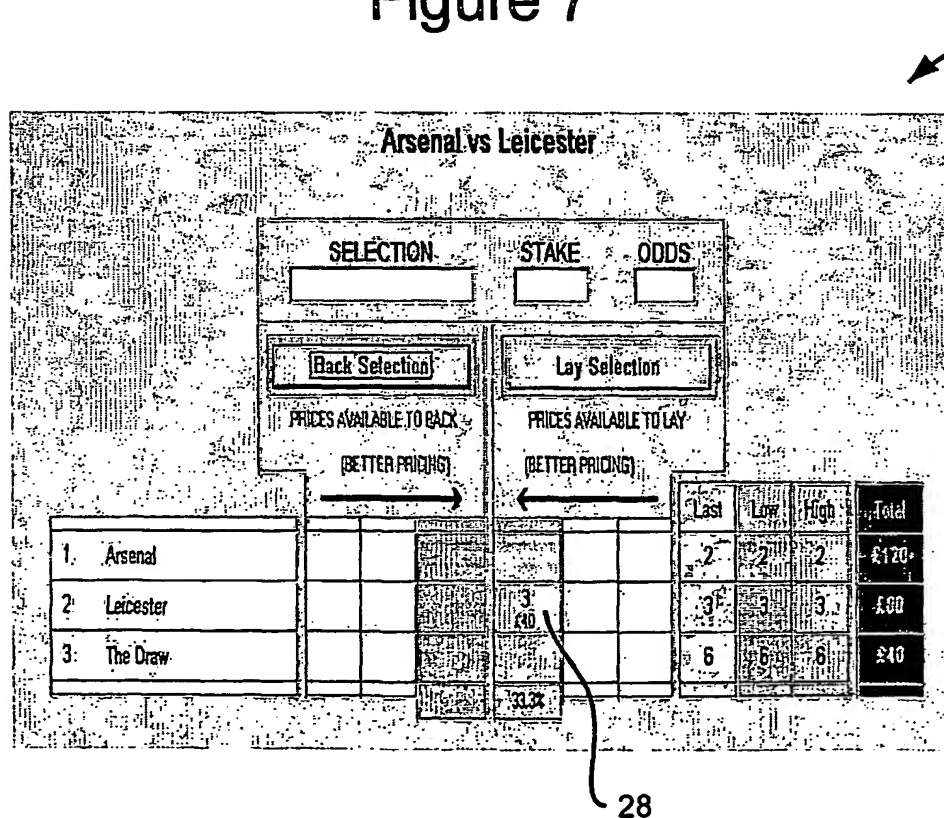 Figure 7
Arsenal vs Leicester
SELECTION STAKE ODDS
Back Selection Lay Selection
PRICES AVAILABLE TO BACK PRICES AVAILABLE TO LAY
(BETTER PRICING) (BETTER PRICING)
Last Low High Total
1. Arsenal 2 2 2 £120
2 Leicester 3 £40 3 3 3
3: The Draw 6 6 6 £40
33.3%
28